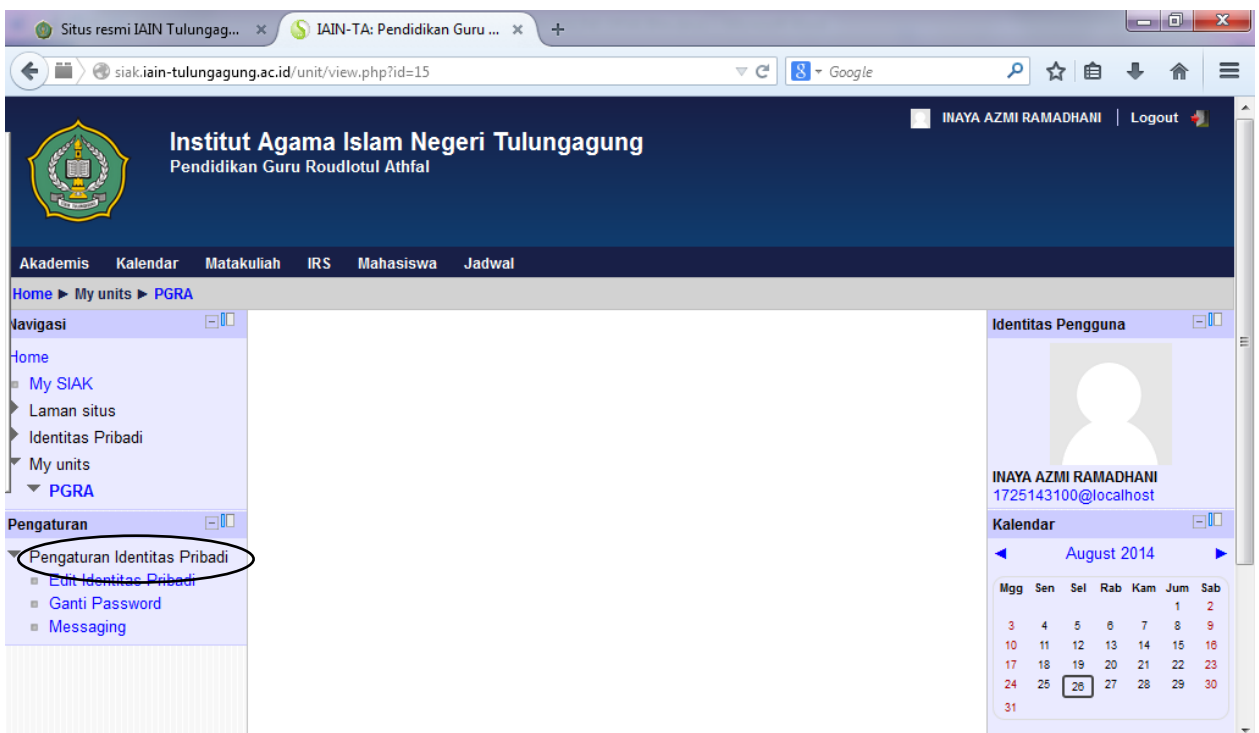 Situs resmi IAIN Tulungag...
IAIN-TA: Pendidikan Guru ...
siak.iain-tulungagung.ac.id/unit/view.php?id=15
Google
INAYA AZMI RAMADHANI | Logout
Institut Agama Islam Negeri Tulungagung
Pendidikan Guru Roudlotul Athfal
Akademis Kalendar Matakuliah IRS Mahasiswa Jadwal
Home ► My units ► PGRA
Navigasi
Home
My SIAK
Laman situs
Identitas Pribadi
My units
PGRA
Pengaturan
Pengaturan Identitas Pribadi
Edit Identitas Pribadi
Ganti Password
Messaging
Identitas Pengguna
INAYA AZMI RAMADHANI
1725143100@localhost
Kalendar
August 2014
Mgg Sen Sel Rab Kam Jum Sab
1 2
3 4 5 6 7 8 9
10 11 12 13 14 15 16
17 18 19 20 21 22 23
24 25 26 27 28 29 30
31